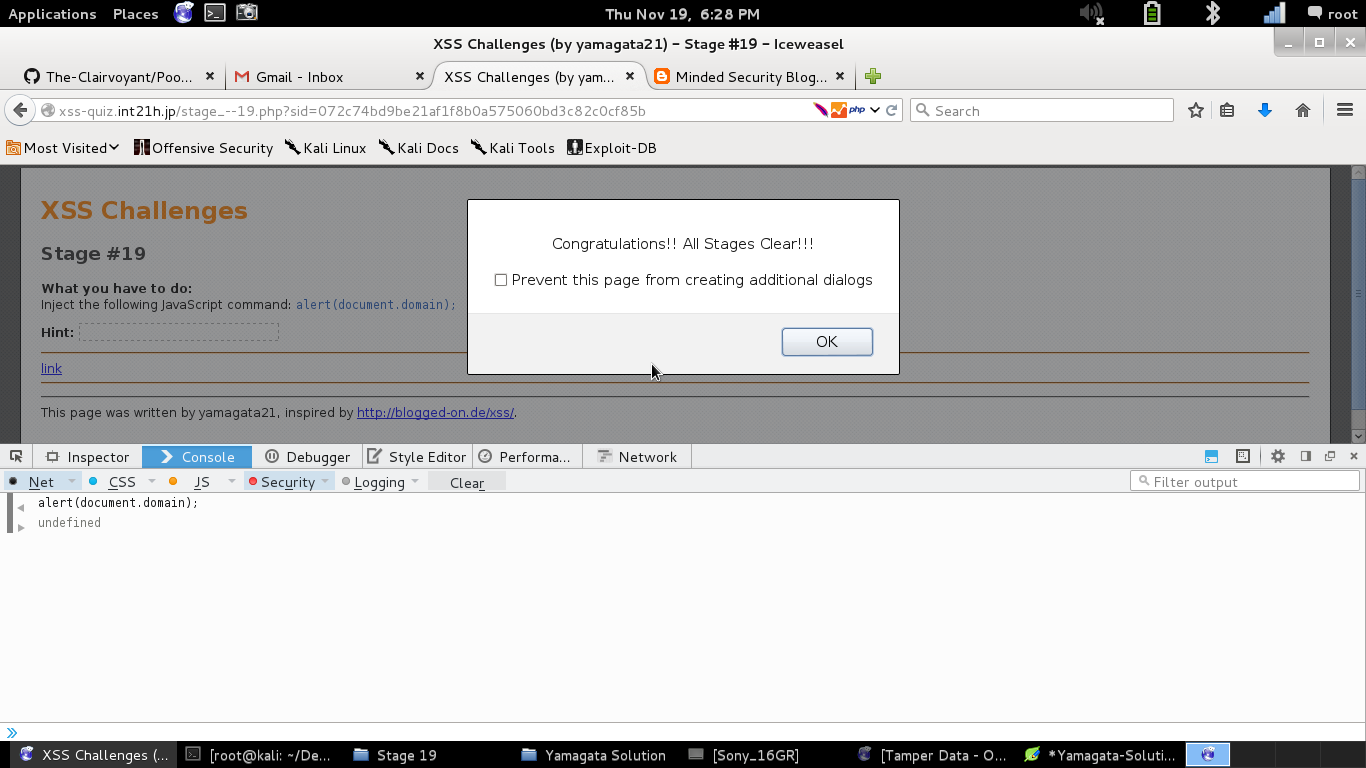 Applications Places Thu Nov 19, 6:28 PM root
XSS Challenges (by yamagata21) – Stage #19 – Iceweasel
The-Clairvoyant/Poo... Gmail - Inbox XSS Challenges (by yam... Minded Security Blog...
xss-quiz.int21h.jp/stage_--19.php?sid=072c74bd9be21af1f8b0a575060bd3c82c0cf85b php Search
Most Visited Offensive Security Kali Linux Kali Docs Kali Tools Exploit-DB
XSS Challenges
Stage #19
What you have to do:
Inject the following JavaScript command: alert(document.domain);
Hint:
link
This page was written by yamagata21, inspired by http://blogged-on.de/xss/.
Congratulations!! All Stages Clear!!!
Prevent this page from creating additional dialogs
OK
Inspector Console Debugger Style Editor Performa... Network
Net CSS JS Security Logging Clear Filter output
alert(document.domain);
undefined
XSS Challenges (... [root@kali: ~/De... Stage 19 Yamagata Solution [Sony_16GR] [Tamper Data - O... *Yamagata-Soluti...